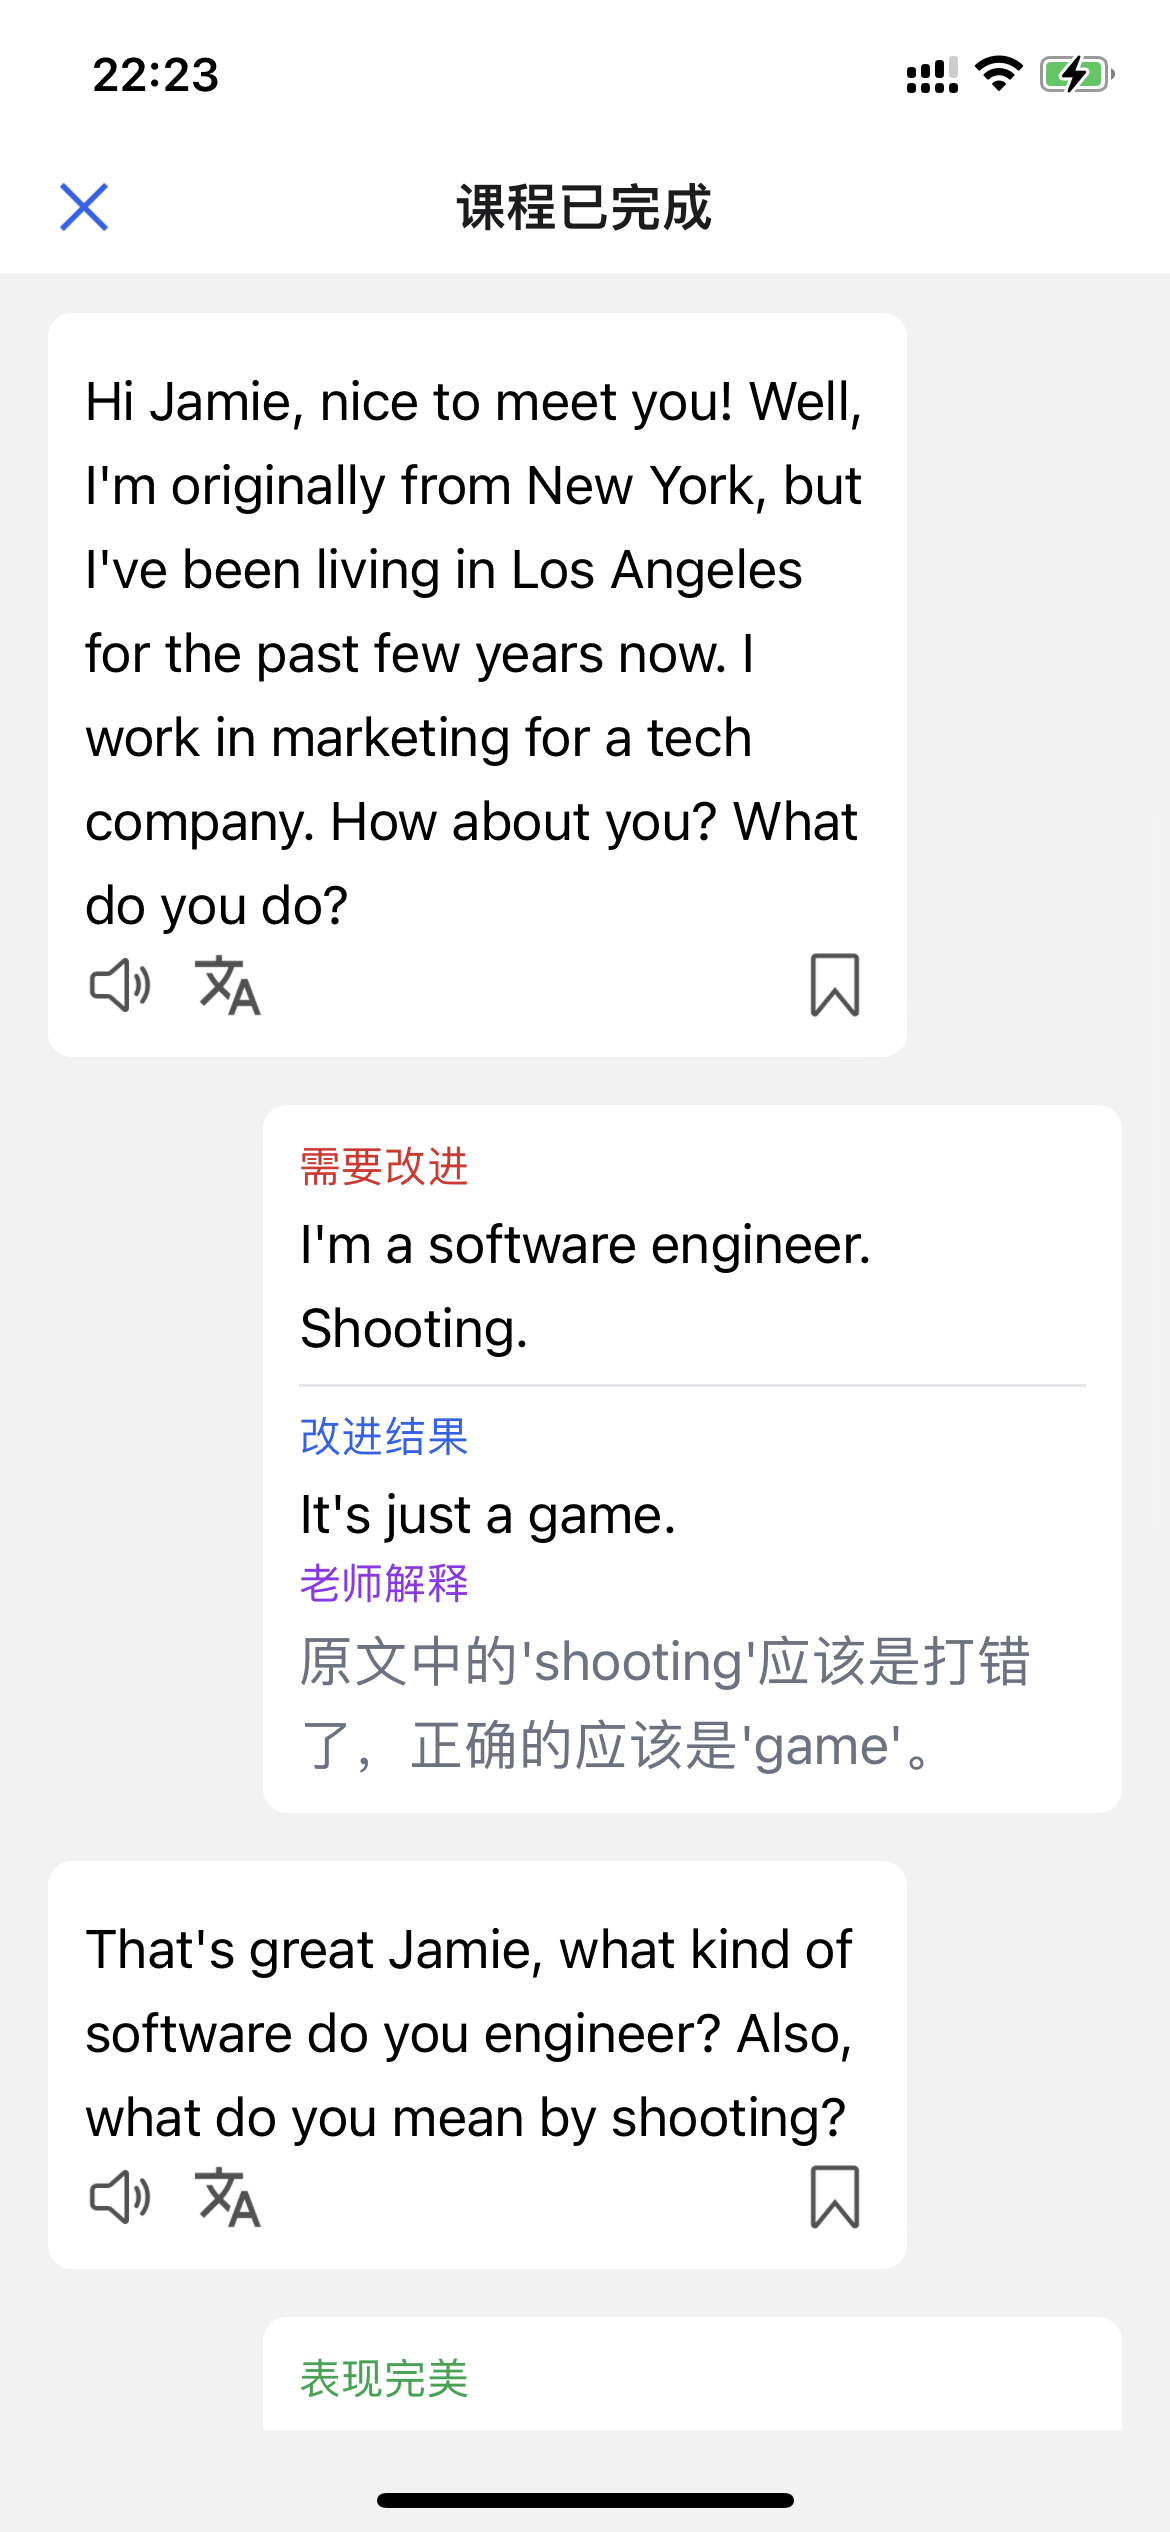 22:23
课程已完成
Hi Jamie, nice to meet you! Well,
I'm originally from New York, but
I've been living in Los Angeles
for the past few years now. I
work in marketing for a tech
company. How about you? What
do you do?
需要改进
I'm a software engineer.
Shooting.
改进结果
It's just a game.
老师解释
原文中的'shooting'应该是打错
了，正确的应该是'game'。
That's great Jamie, what kind of
software do you engineer? Also,
what do you mean by shooting?
表现完美